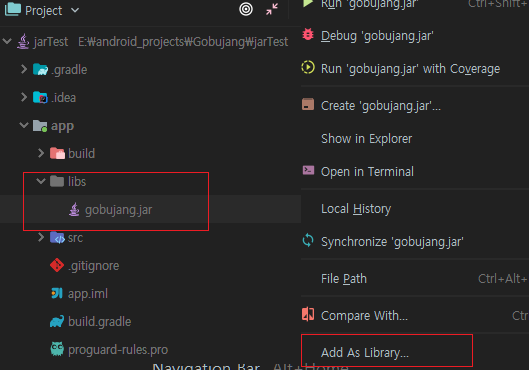 Project
jarTest E:\android_projects\Gobujang\jarTest
.gradle
.idea
app
build
libs
gobujang.jar
src
.gitignore
app.iml
build.gradle
proguard-rules.pro
Run 'gobujang.jar' Ctrl+Shift+
Debug 'gobujang.jar'
Run 'gobujang.jar' with Coverage
Create 'gobujang.jar'...
Show in Explorer
Open in Terminal
Local History
Synchronize 'gobujang.jar'
File Path Ctrl+Alt+
Compare With... Ctr
Add As Library...
Navigation Bar Alt+Home